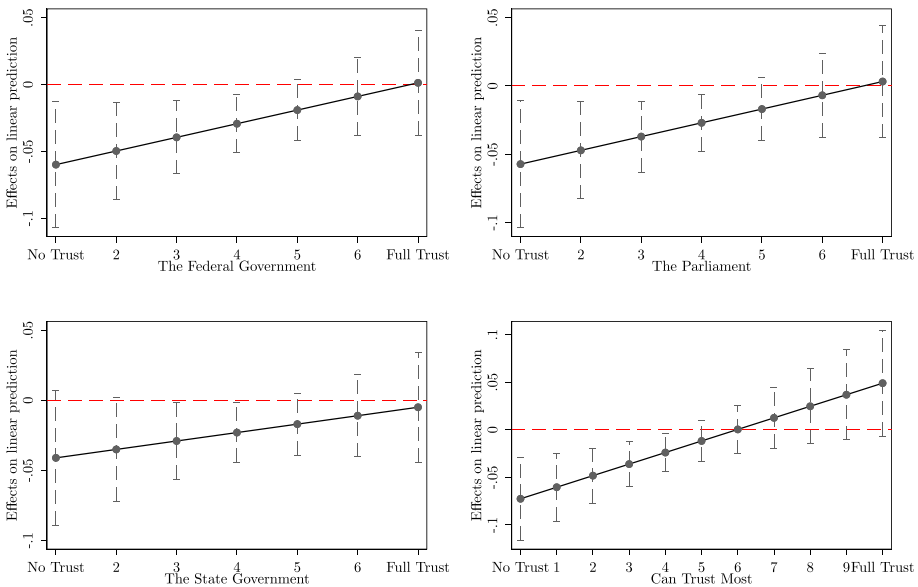 Effects on linear prediction
.05
0
-.05
-.1
No Trust 2 3 4 5 6 Full Trust
The Federal Government
Effects on linear prediction
.05
0
-.05
-.1
No Trust 2 3 4 5 6 Full Trust
The Parliament
Effects on linear prediction
.05
0
-.05
-.1
No Trust 2 3 4 5 6 Full Trust
The State Government
Effects on linear prediction
.1
.05
0
-.05
-.1
No Trust 1 2 3 4 5 6 7 8 9 Full Trust
Can Trust Most